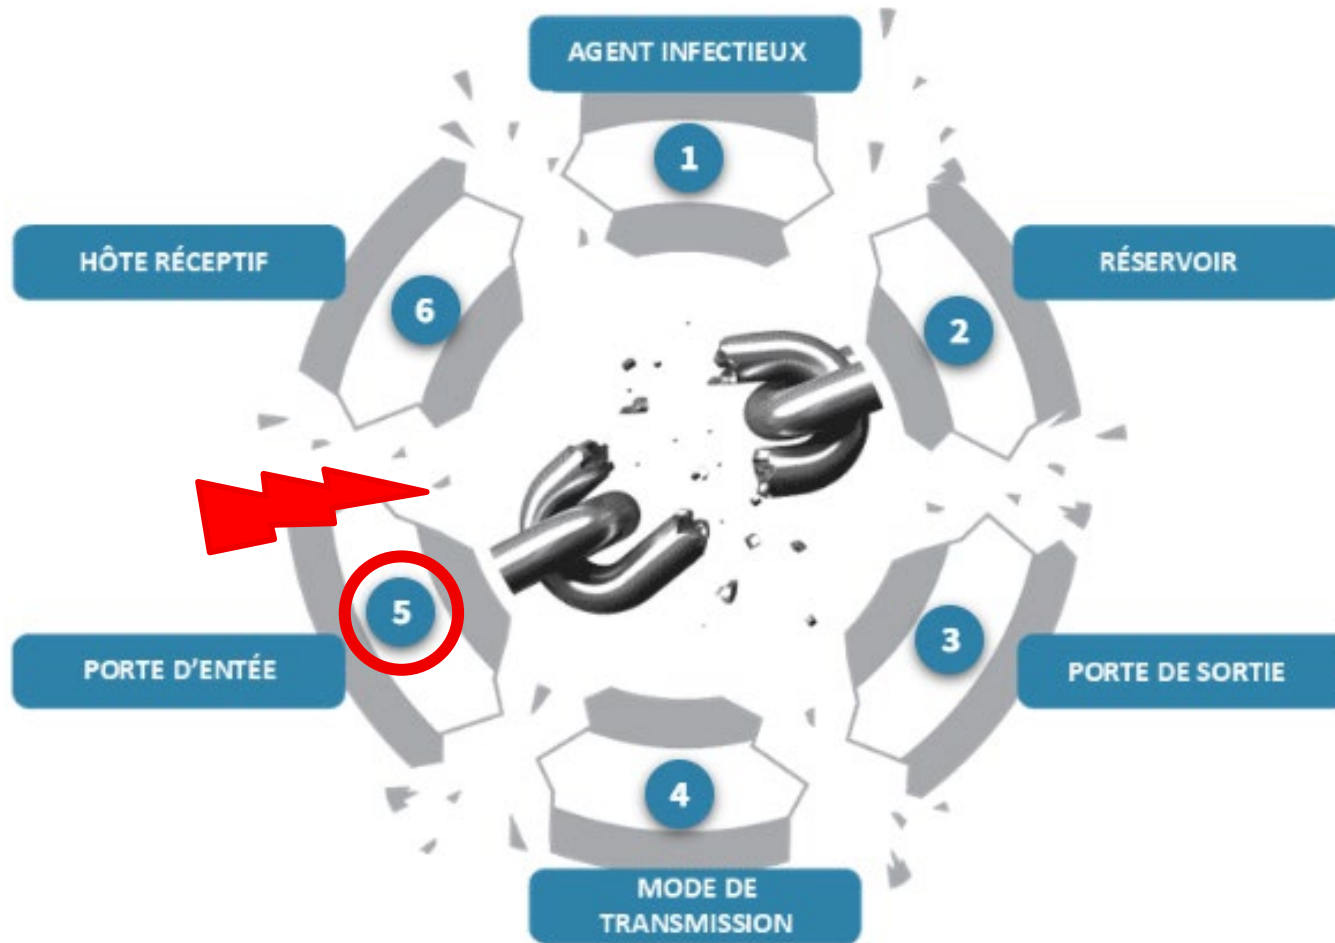 AGENT INFECTIEUX
1
HÔTE RÉCEPTIF
RÉSERVOIR
6
2
5
3
PORTE D'ENTÉE
PORTE DE SORTIE
4
MODE DE
TRANSMISSION